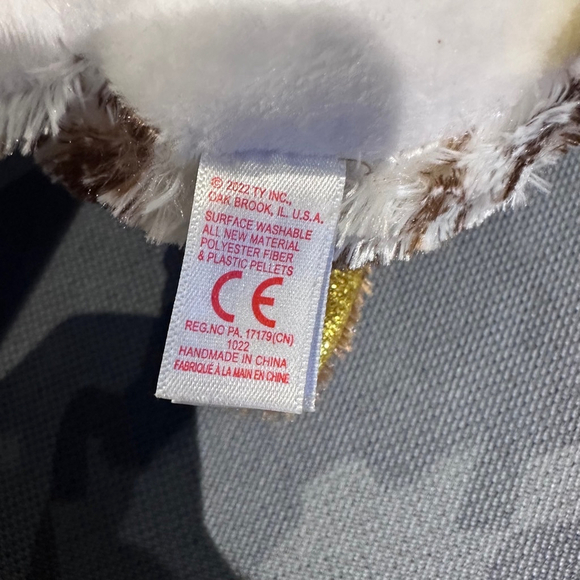 © 2022 TY INC.,
OAK BROOK, IL. U.S.A.
SURFACE WASHABLE
ALL NEW MATERIAL
POLYESTER FIBER
& PLASTIC PELLETS
CE
REG.NO PA. 17179(CN)
1022
HANDMADE IN CHINA
FABRIQUÉ À LA MAIN EN CHINE